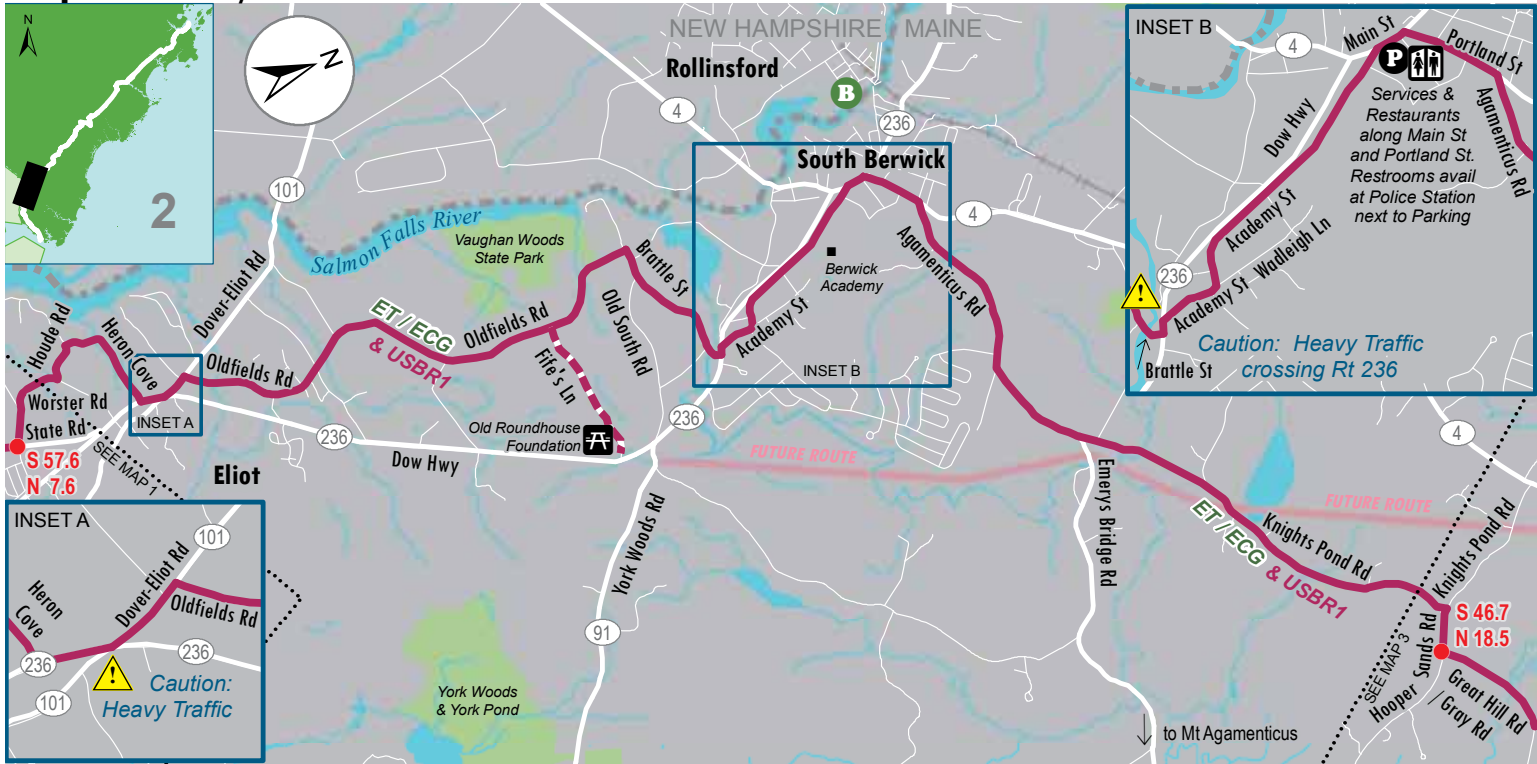 N
2
N
NEW HAMPSHIRE
MAINE
Rollinsford
B
4
236
101
South Berwick
4
Salmon Falls River
Vaughan Woods
State Park
Brattle St
Berwick
Academy
Agamenticus Rd
Academy St
INSET B
Houde Rd
Heron Cove
Dover-Eliot Rd
Oldfields Rd
ET / ECG
& USBR1
Oldfields Rd
Old South Rd
Fife's Ln
Worster Rd
State Rd
INSET A
236
236
Old Roundhouse
Foundation
Dow Hwy
S 57.6
N 7.6
SEE MAP 1
Eliot
FUTURE ROUTE
FUTURE ROUTE
York Woods Rd
91
York Woods
& York Pond
Emerys Bridge Rd
ET / ECG
& USBR1
Knights Pond Rd
Knights Pond Rd
4
S 46.7
N 18.5
SEE MAP 3
Hooper Sands Rd
Great Hill Rd
/ Gray Rd
to Mt Agamenticus
INSET A
101
Dover-Eliot Rd
Oldfields Rd
Heron
Cove
236
236
101
!
Caution:
Heavy Traffic
INSET B
4
Main St
Portland St
P
Services &
Restaurants
along Main St
and Portland St.
Restrooms avail
at Police Station
next to Parking
Agamenticus Rd
Dow Hwy
Academy St
Wadleigh Ln
236
!
Academy St
Caution: Heavy Traffic
crossing Rt 236
Brattle St